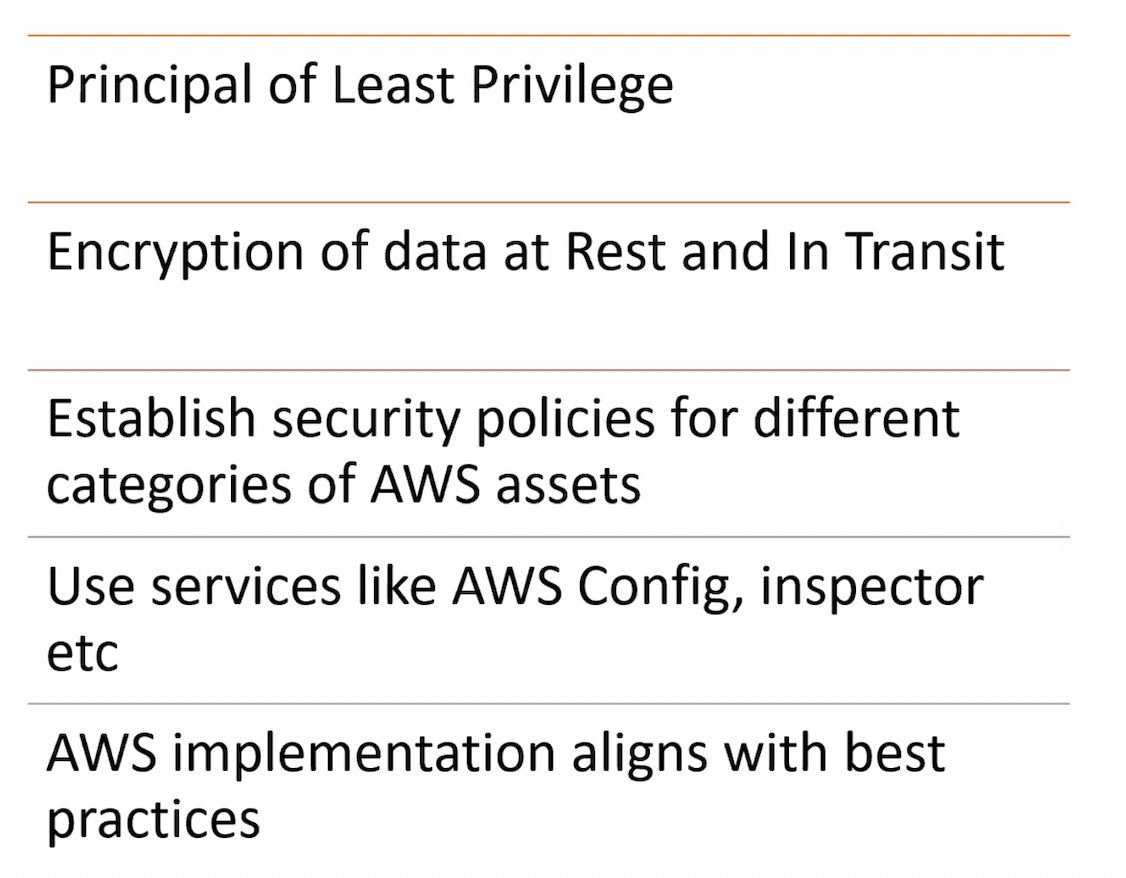 Principal of Least Privilege
Encryption of data at Rest and In Transit
Establish security policies for different
categories of AWS assets
Use services like AWS Config, inspector
etc
AWS implementation aligns with best
practices